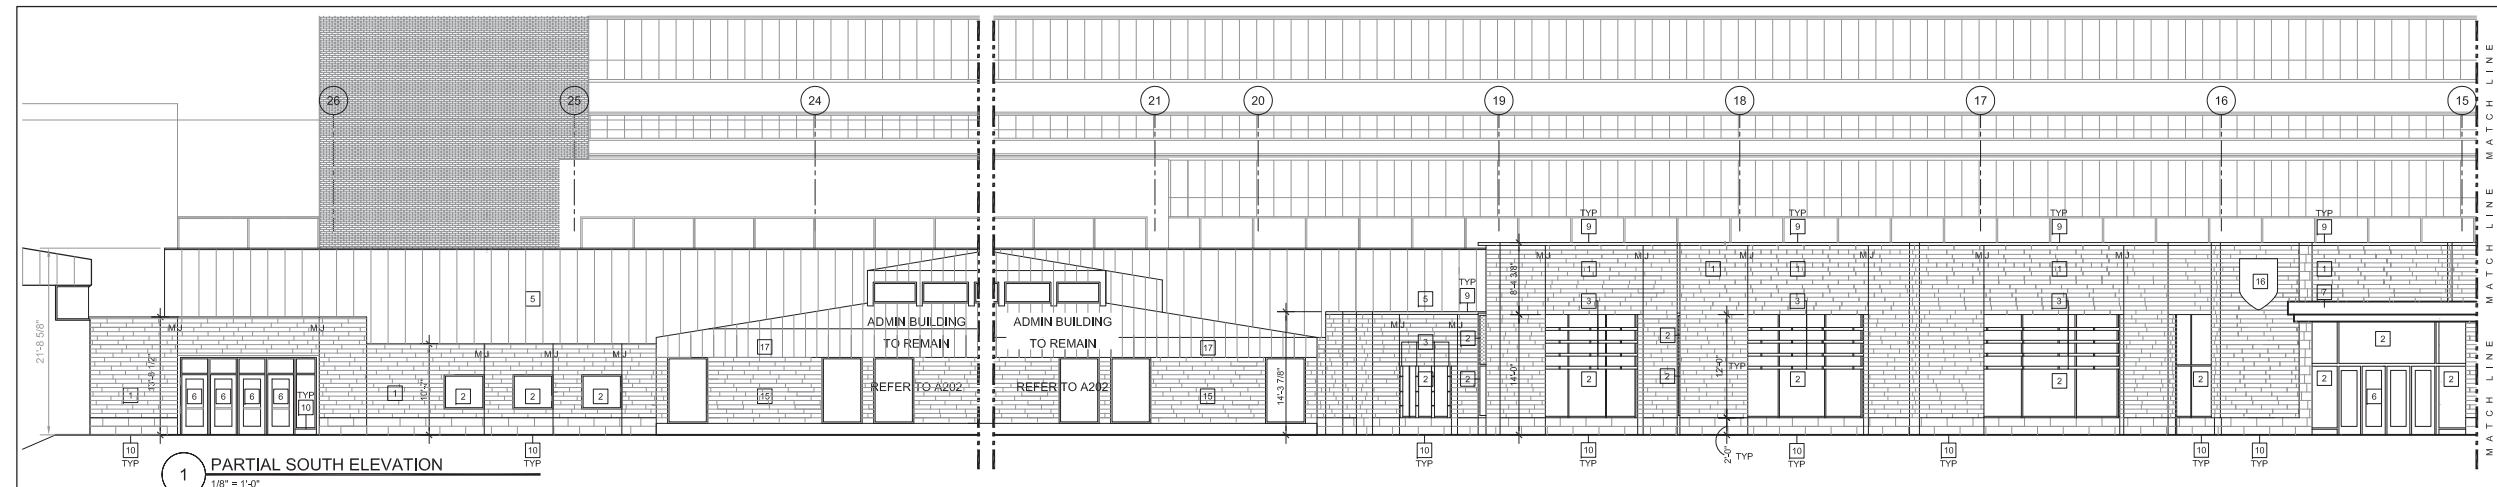 26
25
24
21
20
19
18
17
16
15
MATCH LINE
MATCH LINE
MATCH LINE
TYP
9
TYP
9
TYP
9
TYP
9
MJ
MJ
MJ
MJ
MJ
MJ
MJ
1
1
1
1
1
16
8'-4 3/8"
5
5
TYP
9
3
3
3
7
21'-8 5/8"
MJ
MJ
ADMIN BUILDING
TO REMAIN
ADMIN BUILDING
TO REMAIN
MJ
MJ
3
2
2
2
17
17
MJ
MJ
MJ
13'-8 1/2"
12'-0"
TYP
14'-3 7/8"
14'-0"
REFER TO A202
REFER TO A202
2
2
2
2
2
2
2
2
2
1
6
6
6
6
TYP
10
1
2
2
2
15
15
6
2'-0"
TYP
10
TYP
10
TYP
10
TYP
10
TYP
10
TYP
10
TYP
10
TYP
10
TYP
1
PARTIAL SOUTH ELEVATION
1/8" = 1'-0"